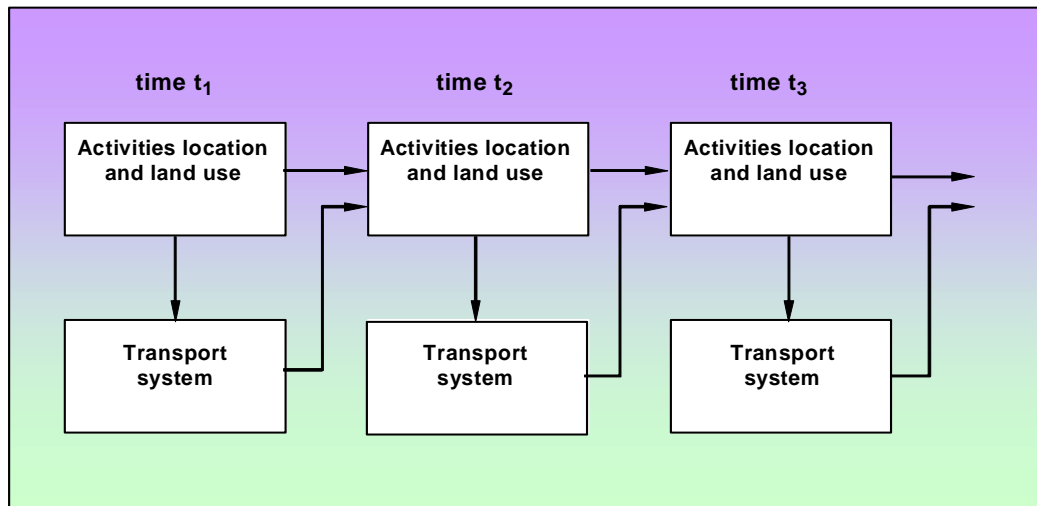 time t1
time t2
time t3
Activities location
and land use
Activities location
and land use
Activities location
and land use
Transport
system
Transport
system
Transport
system